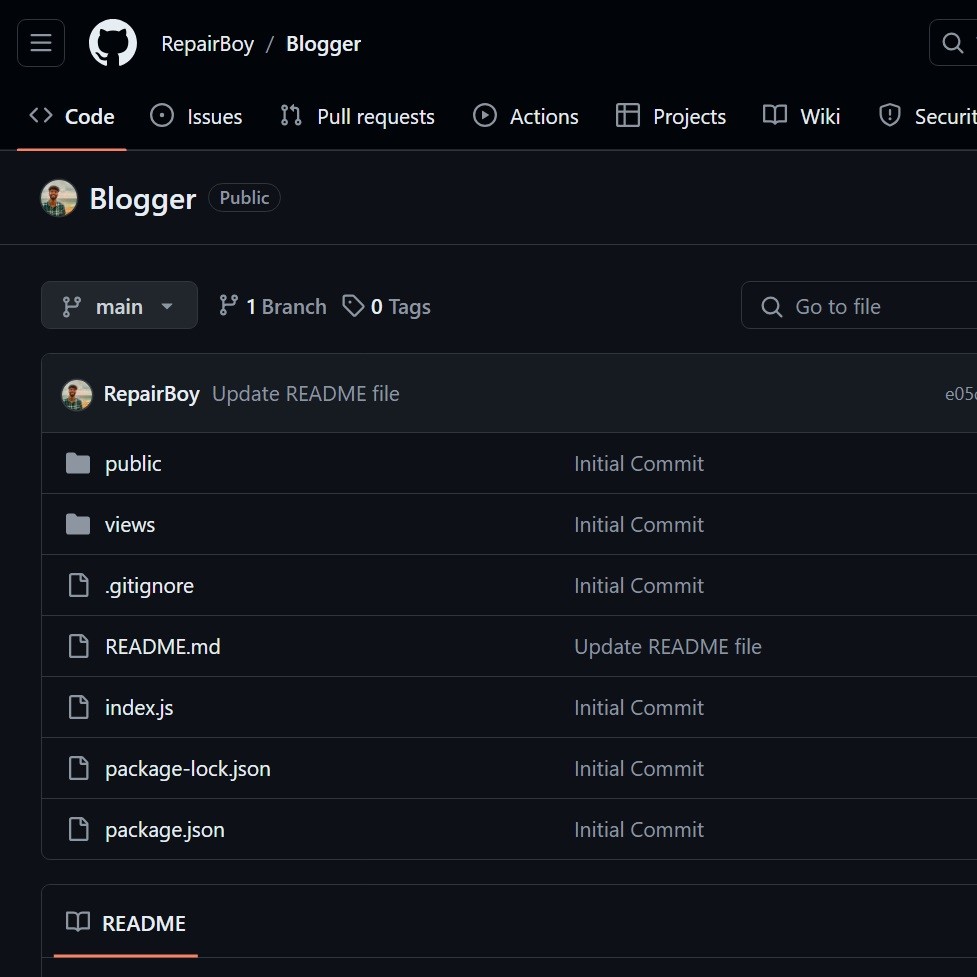 RepairBoy / Blogger
Code Issues Pull requests Actions Projects Wiki
Blogger Public
main 1 Branch 0 Tags Go to file
RepairBoy Update README file
public Initial Commit
views Initial Commit
.gitignore Initial Commit
README.md Update README file
index.js Initial Commit
package-lock.json Initial Commit
package.json Initial Commit
README